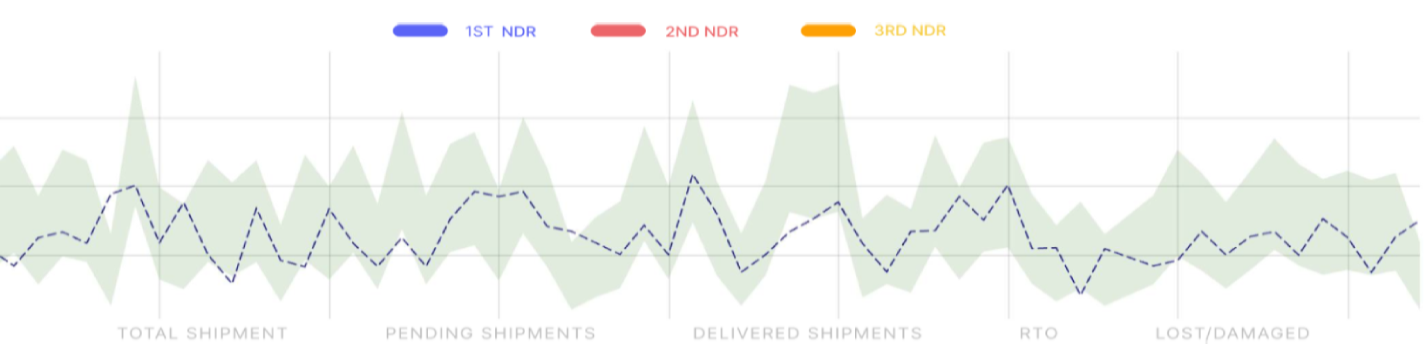 1ST NDR 2ND NDR 3RD NDR
TOTAL SHIPMENT PENDING SHIPMENTS DELIVERED SHIPMENTS RTO LOST/DAMAGED